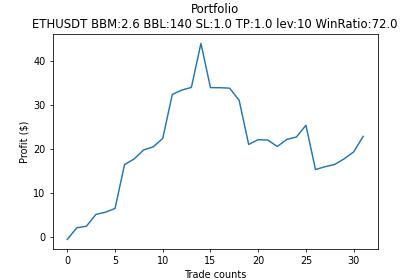 Portfolio
ETHUSDT BBM:2.6 BBL:140 SL:1.0 TP:1.0 lev:10 WinRatio:72.0
40
30
20
10
0
Profit ($)
0 5 10 15 20 25 30
Trade counts